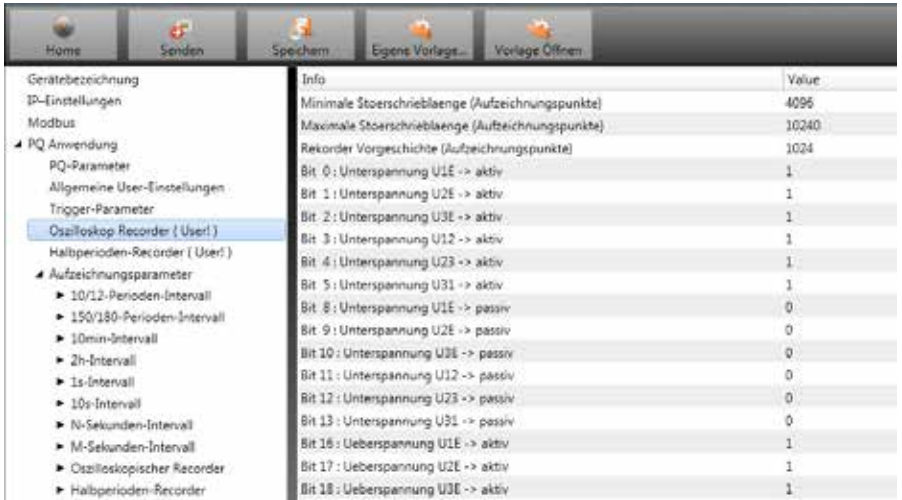 Home
Senden
Speichern
Eigene Vorlage...
Vorlage Öffnen
Gerätebezeichnung
IP-Einstellungen
Modbus
PQ Anwendung
PQ-Parameter
Allgemeine User-Einstellungen
Trigger-Parameter
Oszilloskop Recorder ( User! )
Halbperioden-Recorder ( User! )
Aufzeichnungsparameter
10/12-Perioden-Intervall
150/180-Perioden-Intervall
10min-Intervall
2h-Intervall
1s-Intervall
10s-Intervall
N-Sekunden-Intervall
M-Sekunden-Intervall
Oszilloskopischer Recorder
Halbperioden-Recorder
Info Value
Minimale Stoerschrieblaenge (Aufzeichnungspunkte) 4096
Maximale Stoerschrieblaenge (Aufzeichnungspunkte) 10240
Rekorder Vorgeschichte (Aufzeichnungspunkte) 1024
Bit 0 : Unterspannung U1E -> aktiv 1
Bit 1 : Unterspannung U2E -> aktiv 1
Bit 2 : Unterspannung U3E -> aktiv 1
Bit 3 : Unterspannung U12 -> aktiv 1
Bit 4 : Unterspannung U23 -> aktiv 1
Bit 5 : Unterspannung U31 -> aktiv 1
Bit 8 : Unterspannung U1E -> passiv 0
Bit 9 : Unterspannung U2E -> passiv 0
Bit 10 : Unterspannung U3E -> passiv 0
Bit 11 : Unterspannung U12 -> passiv 0
Bit 12 : Unterspannung U23 -> passiv 0
Bit 13 : Unterspannung U31 -> passiv 0
Bit 16 : Ueberspannung U1E -> aktiv 1
Bit 17 : Ueberspannung U2E -> aktiv 1
Bit 18 : Ueberspannung U3E -> aktiv 1